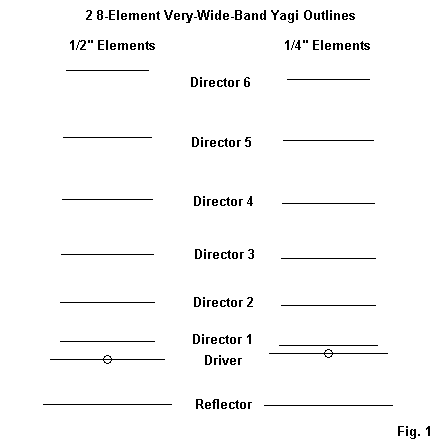 2 8-Element Very-Wide-Band Yagi Outlines
1/2" Elements
1/4" Elements
Director 6
Director 5
Director 4
Director 3
Director 2
Director 1
Driver
Reflector
Fig. 1